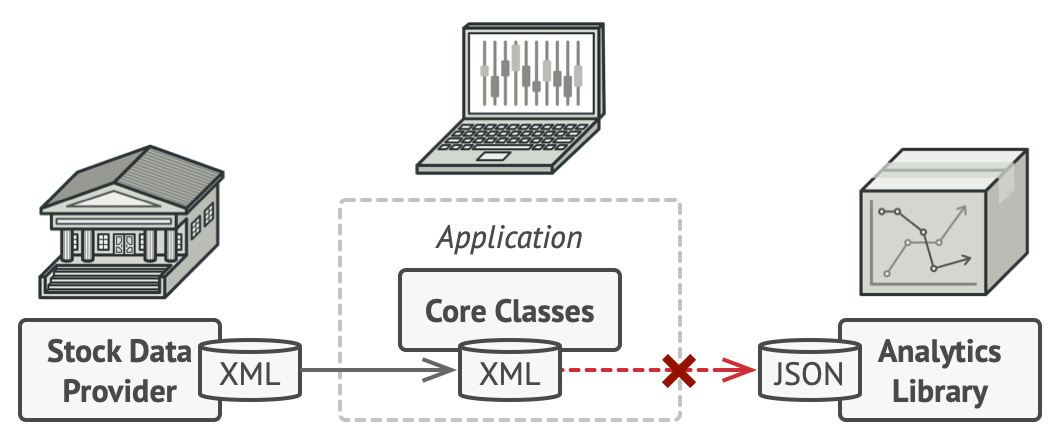 Application
Core Classes
Stock Data
Provider
XML
XML
JSON
Analytics
Library